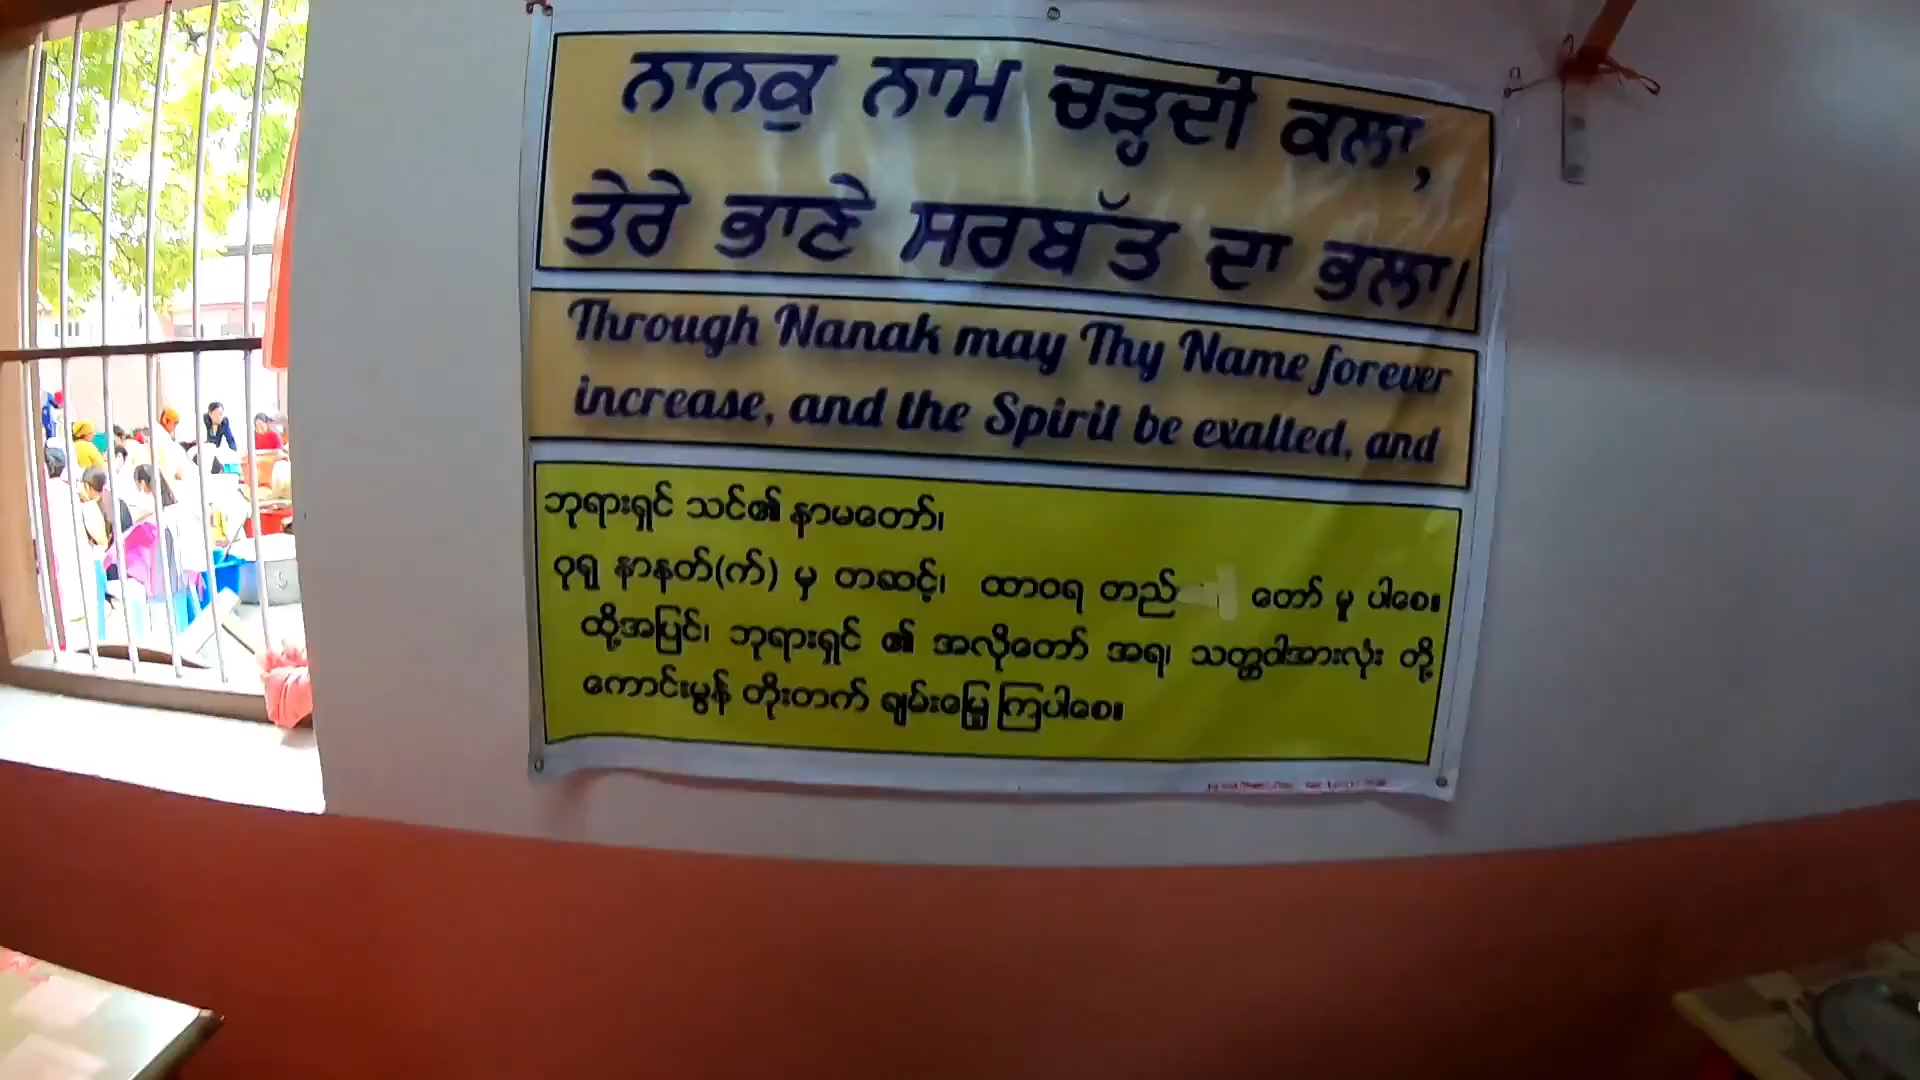 ਨਾਨਕੁ ਨਾਮ ਚੜ੍ਹਦੀ ਕਲਾ,
ਤੇਰੇ ਭਾਣੇ ਸਰਬੱਤ ਦਾ ਭਲਾ।
Through Nanak may Thy Name forever
increase, and the Spirit be exalted, and
ဘုရားရှင် သင်၏ နာမတော်၊
ဂုရု နာနတ်(က်) မှ တဆင့်၊ ထာဝရ တည် တော် မူ ပါစေ။
ထို့အပြင်၊ ဘုရားရှင် ၏ အလိုတော် အရ၊ သတ္တဝါအားလုံး တို့
ကောင်းမွန် တိုးတက် ချမ်းမြွေ့ ကြပါစေ။